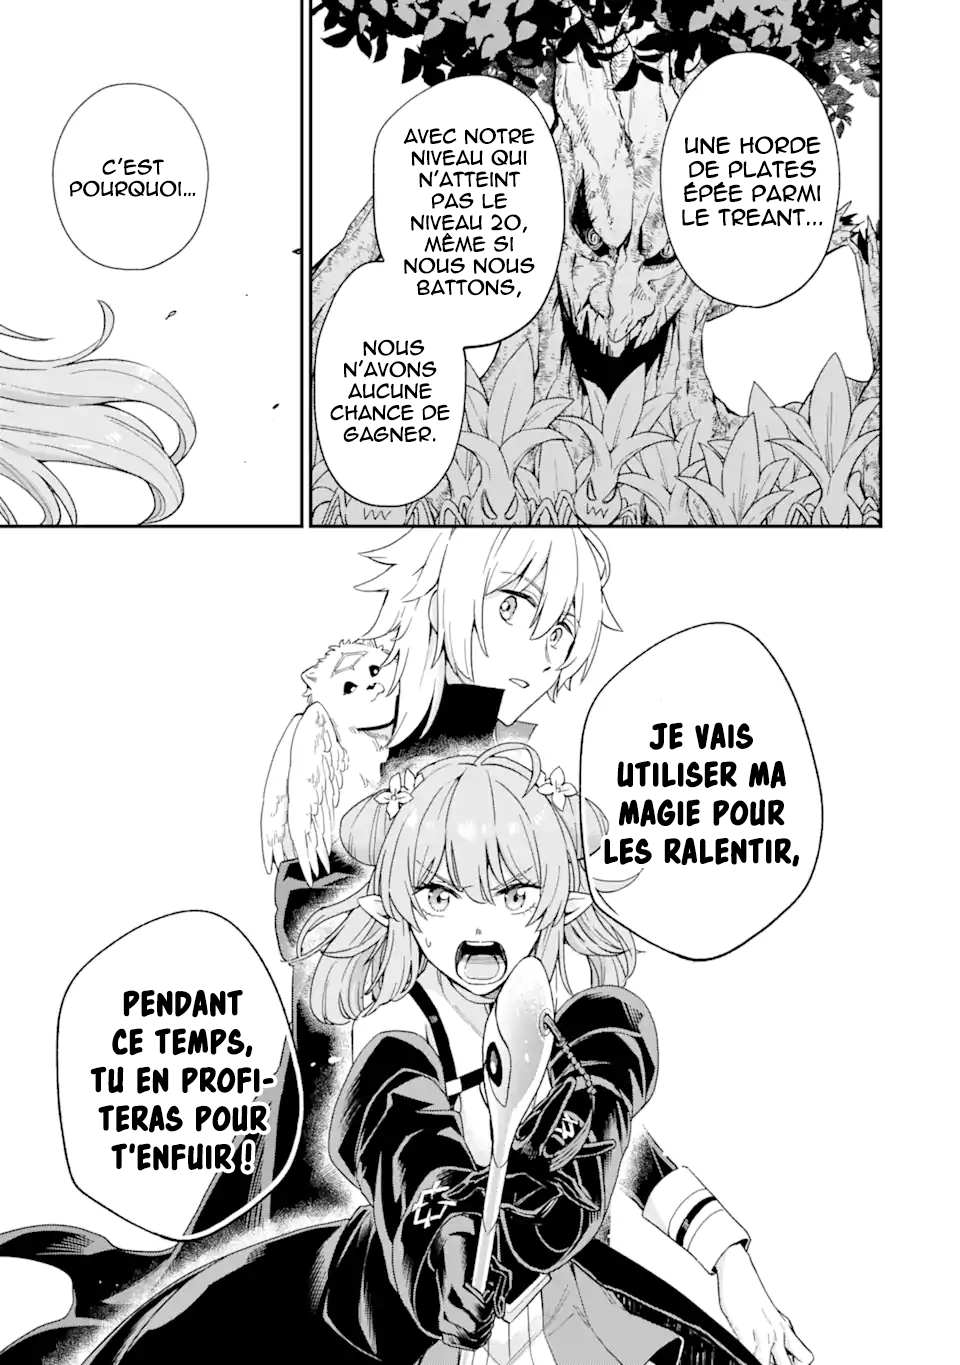 UNE HORDE
DE PLATES
ÉPÉE PARMI
LE TREANT...
AVEC NOTRE
NIVEAU QUI
N'ATTEINT
PAS LE
NIVEAU 20,
MÊME SI
NOUS NOUS
BATTONS,
NOUS
N'AVONS
AUCUNE
CHANCE DE
GAGNER.
C'EST
POURQUOI...
JE VAIS
UTILISER MA
MAGIE POUR
LES RALENTIR,
PENDANT
CE TEMPS,
TU EN PROFI-
TERAS POUR
T'ENFUIR !